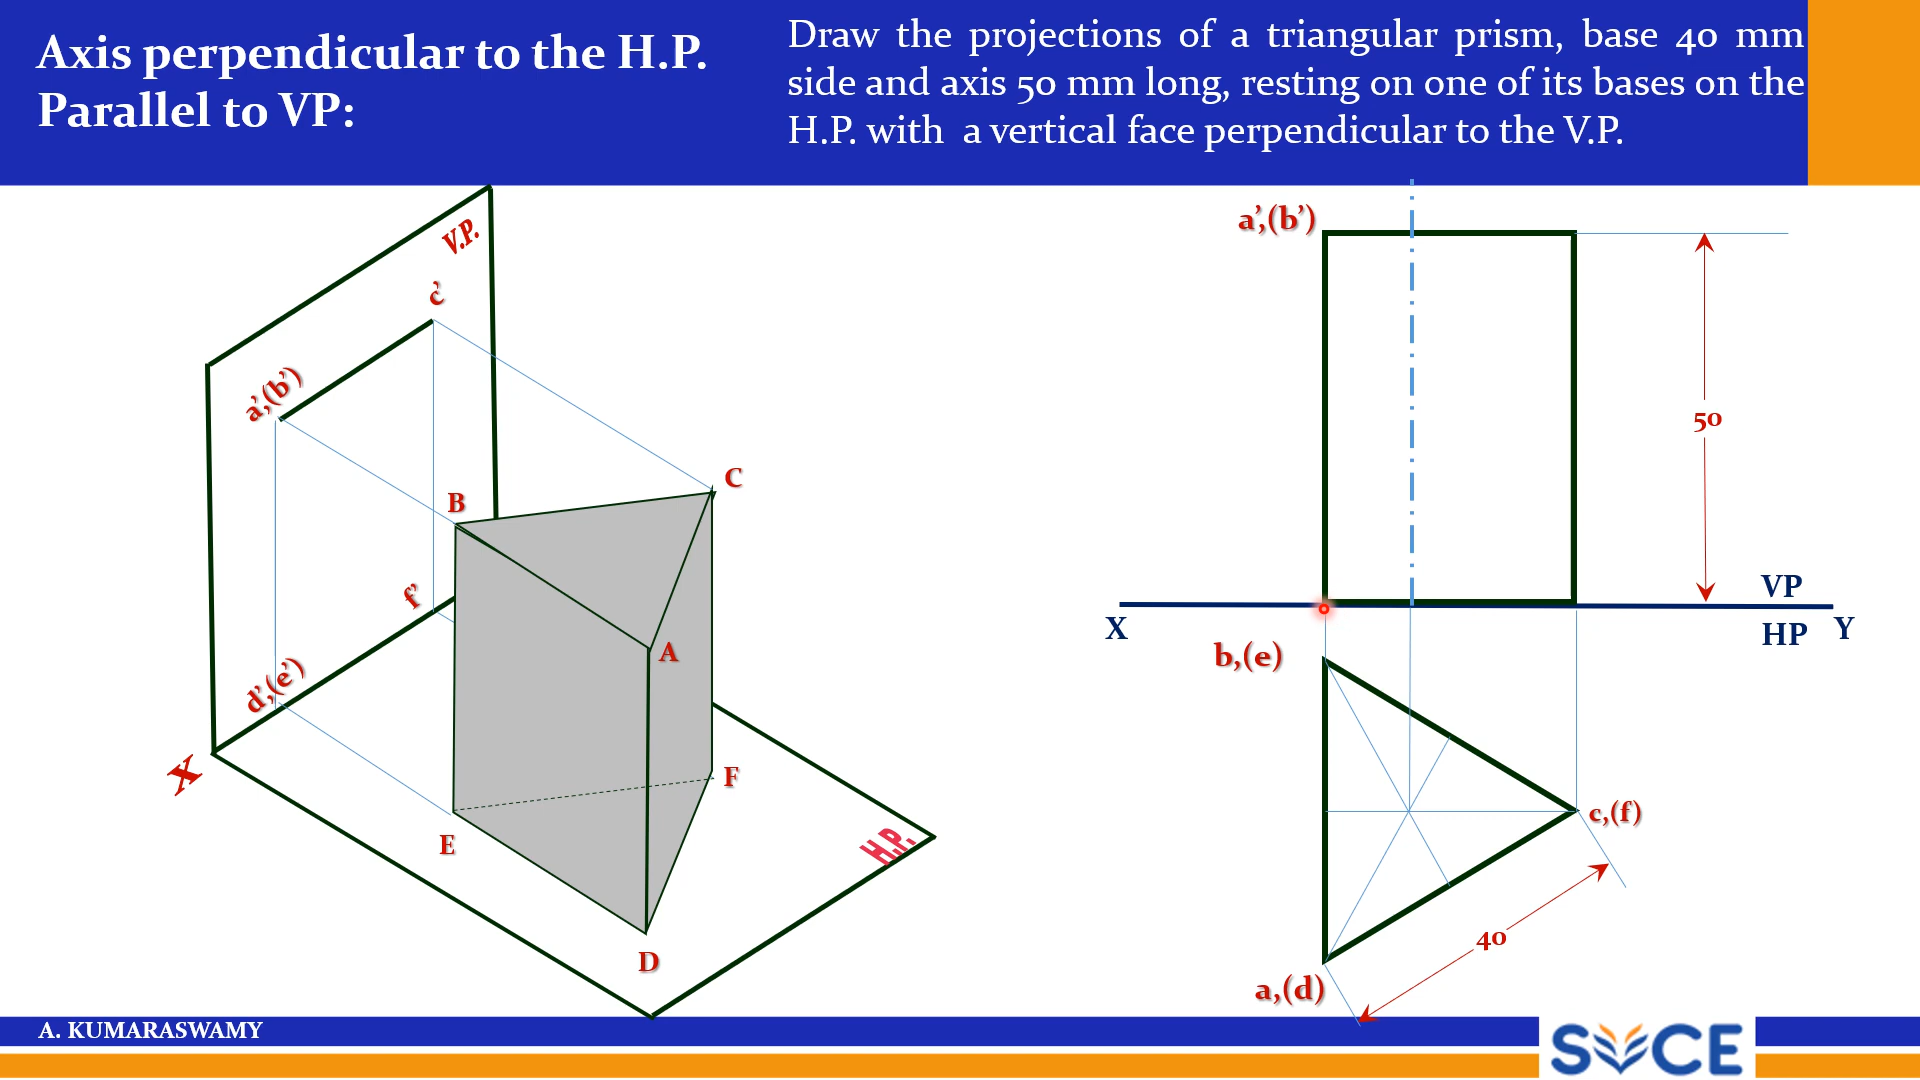 Axis perpendicular to the H.P.
Parallel to VP:
Draw the projections of a triangular prism, base 40 mm
side and axis 50 mm long, resting on one of its bases on the
H.P. with a vertical face perpendicular to the V.P.
V.P.
c’
a’,(b’)
B
C
f’
A
d’,(e’)
X
F
E
H.P.
D
a’,(b’)
50
VP
X
HP
Y
b,(e)
c,(f)
40
a,(d)
A. KUMARASWAMY
SVCE